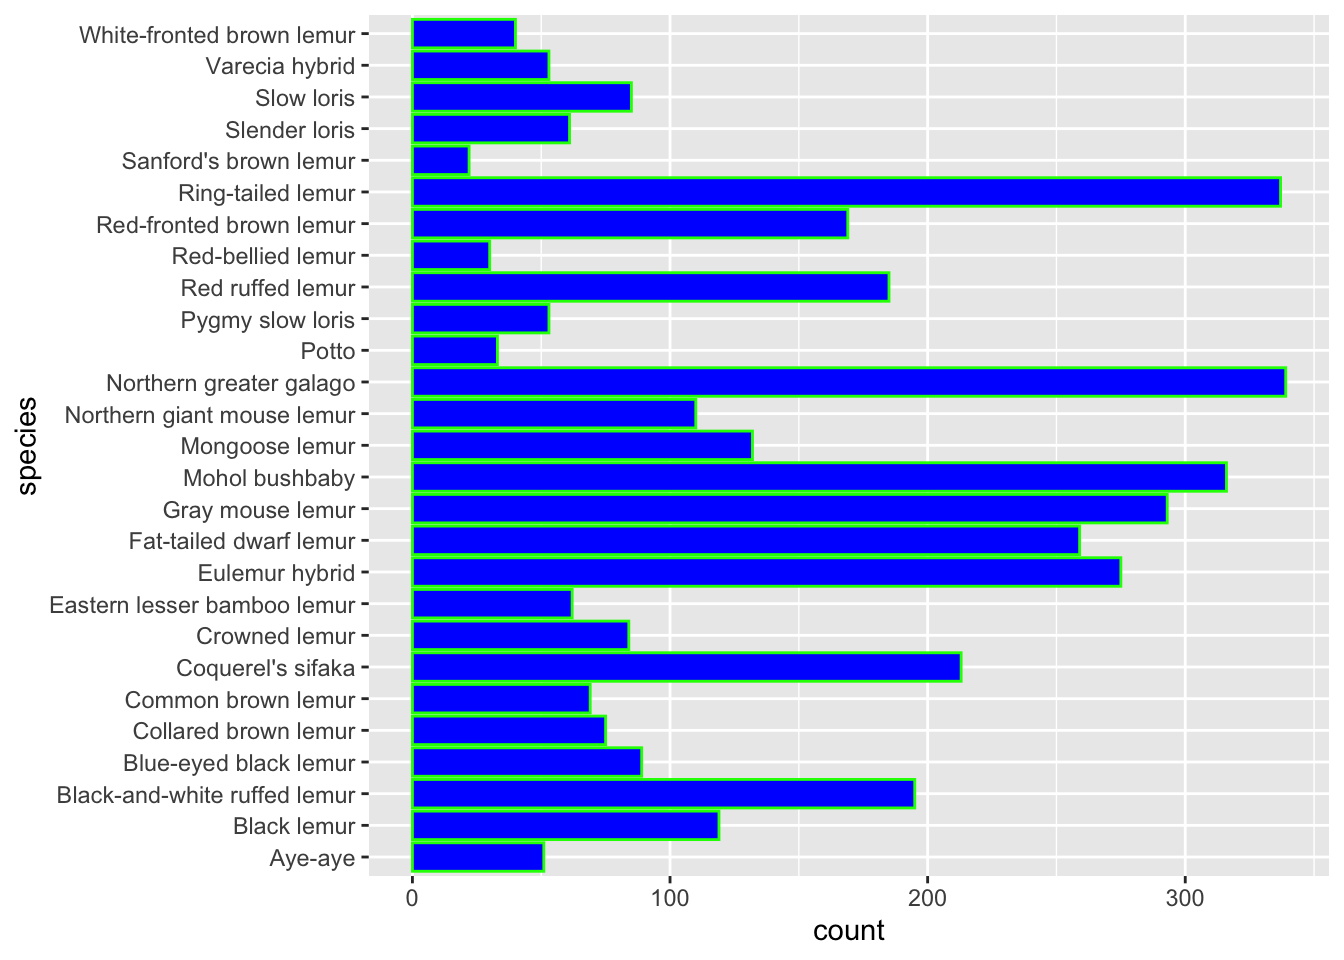 White-fronted brown lemur
Varecia hybrid
Slow loris
Slender loris
Sanford's brown lemur
Ring-tailed lemur
Red-fronted brown lemur
Red-bellied lemur
Red ruffed lemur
Pygmy slow loris
Potto
Northern greater galago
Northern giant mouse lemur
Mongoose lemur
Mohol bushbaby
Gray mouse lemur
Fat-tailed dwarf lemur
Eulemur hybrid
Eastern lesser bamboo lemur
Crowned lemur
Coquerel's sifaka
Common brown lemur
Collared brown lemur
Blue-eyed black lemur
Black-and-white ruffed lemur
Black lemur
Aye-aye
species
0 100 200 300
count